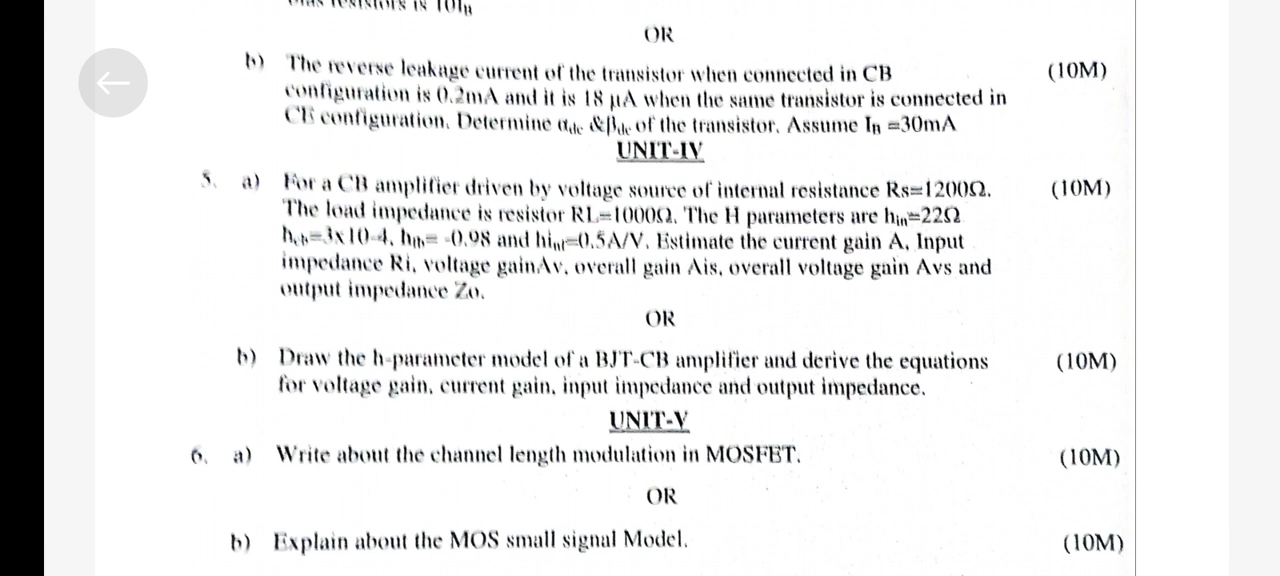 resistors is 10IB
OR
b) The reverse leakage current of the transistor when connected in CB (10M)
configuration is 0.2mA and it is 18 μA when the same transistor is connected in
CE configuration. Determine αdc &βdc of the transistor. Assume IB =30mA
UNIT-IV
5. a) For a CB amplifier driven by voltage source of internal resistance Rs=1200Ω. (10M)
The load impedance is resistor RL=1000Ω. The H parameters are hin=22Ω
hrb=3x10-4, hfb= -0.98 and hi=0.5A/V. Estimate the current gain A, Input
impedance Ri, voltage gainAv, overall gain Ais, overall voltage gain Avs and
output impedance Zo.
OR
b) Draw the h-parameter model of a BJT-CB amplifier and derive the equations (10M)
for voltage gain, current gain, input impedance and output impedance.
UNIT-V
6. a) Write about the channel length modulation in MOSFET. (10M)
OR
b) Explain about the MOS small signal Model. (10M)